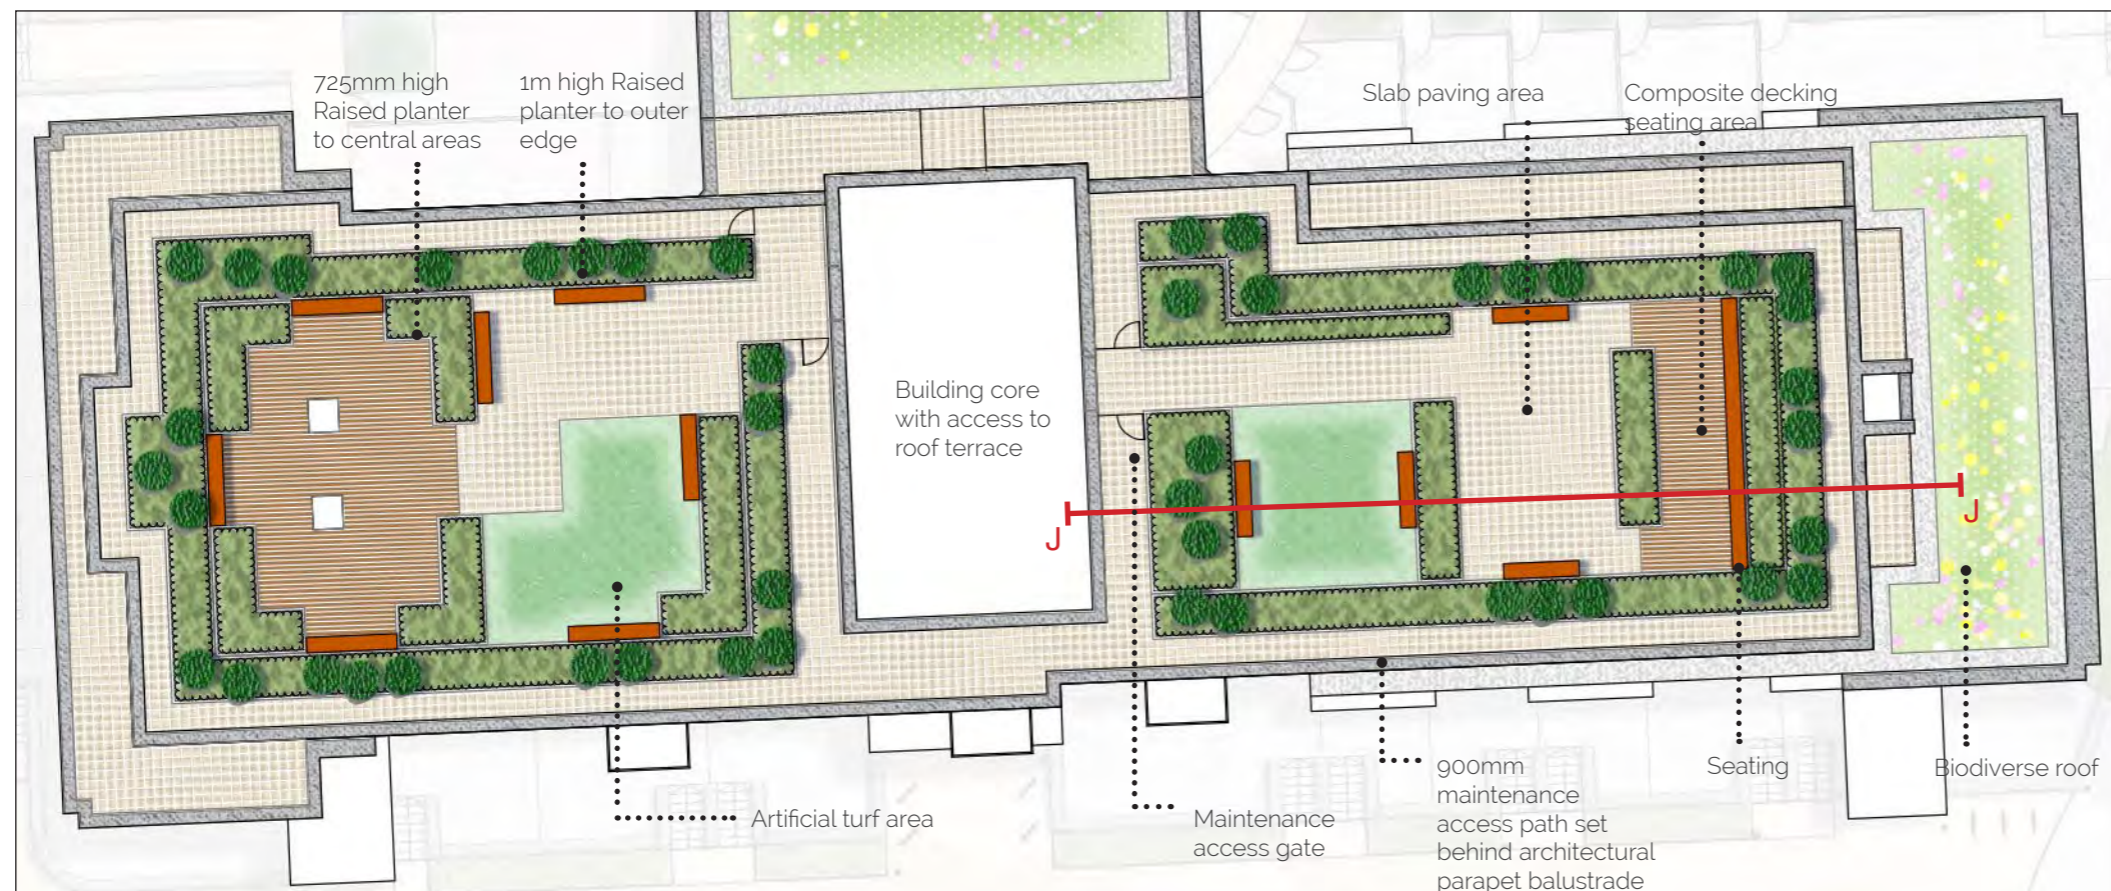 725mm high
Raised planter
to central areas
1m high Raised
planter to outer
edge
Slab paving area
Composite decking
seating area
Building core
with access to
roof terrace
J
J
Artificial turf area
Maintenance
access gate
900mm
maintenance
access path set
behind architectural
parapet balustrade
Seating
Biodiverse roof